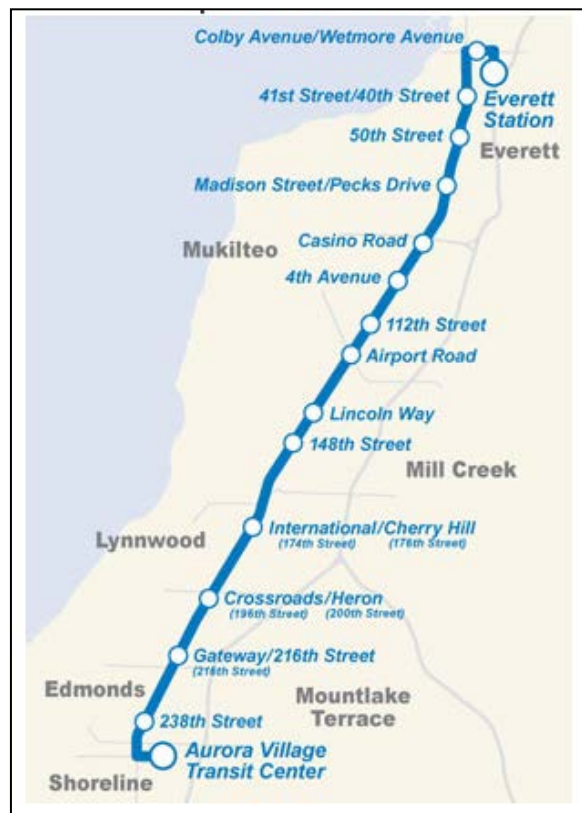 Colby Avenue/Wetmore Avenue
Everett
Station
41st Street/40th Street
50th Street
Everett
Madison Street/Pecks Drive
Mukilteo
Casino Road
4th Avenue
112th Street
Airport Road
Lincoln Way
148th Street
Mill Creek
International/Cherry Hill
(174th Street) (176th Street)
Lynnwood
Crossroads/Heron
(196th Street) (200th Street)
Gateway/216th Street
(216th Street)
Edmonds
Mountlake
Terrace
238th Street
Aurora Village
Transit Center
Shoreline